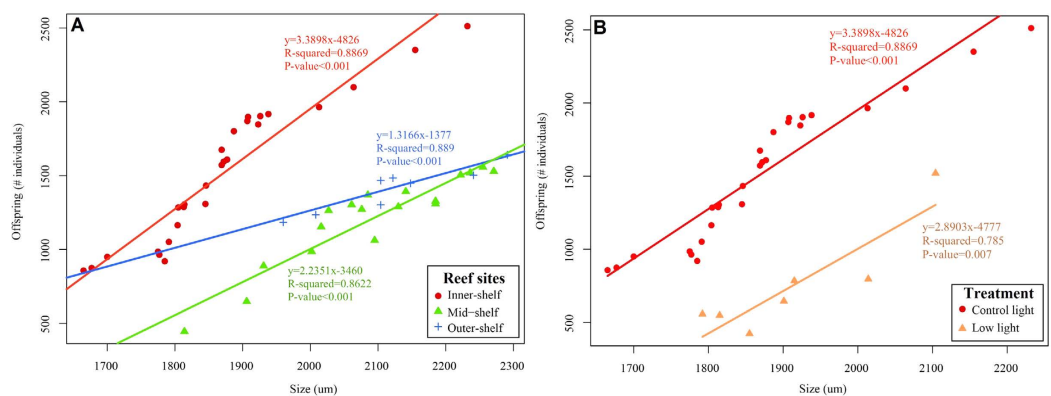 A
y=3.3898x-4826
R-squared=0.8869
P-value<0.001
y=1.3166x-1377
R-squared=0.889
P-value<0.001
y=2.2351x-3460
R-squared=0.8622
P-value<0.001
Reef sites
Inner-shelf
Mid-shelf
Outer-shelf
Offspring (# individuals)
2500
2000
1500
1000
500
1700 1800 1900 2000 2100 2200 2300
Size (um)
B
y=3.3898x-4826
R-squared=0.8869
P-value<0.001
2.8903x-4777
R-squared=0.785
P-value=0.007
Treatment
Control light
Low light
Offspring (# individuals)
2500
2000
1500
1000
500
1700 1800 1900 2000 2100 2200
Size (um)